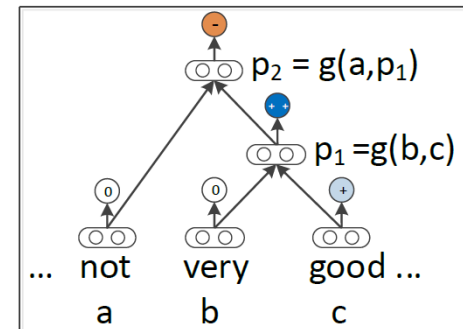 -
p₂ = g(a,p₁)
+ +
p₁ =g(b,c)
0 0 +
... not very good ...
a b c